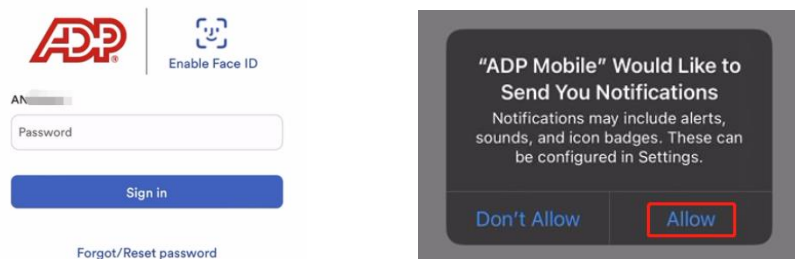 ADP
Enable Face ID
AN
Password
Sign in
Forgot/Reset password
“ADP Mobile” Would Like to
Send You Notifications
Notifications may include alerts,
sounds, and icon badges. These can
be configured in Settings.
Don’t Allow
Allow